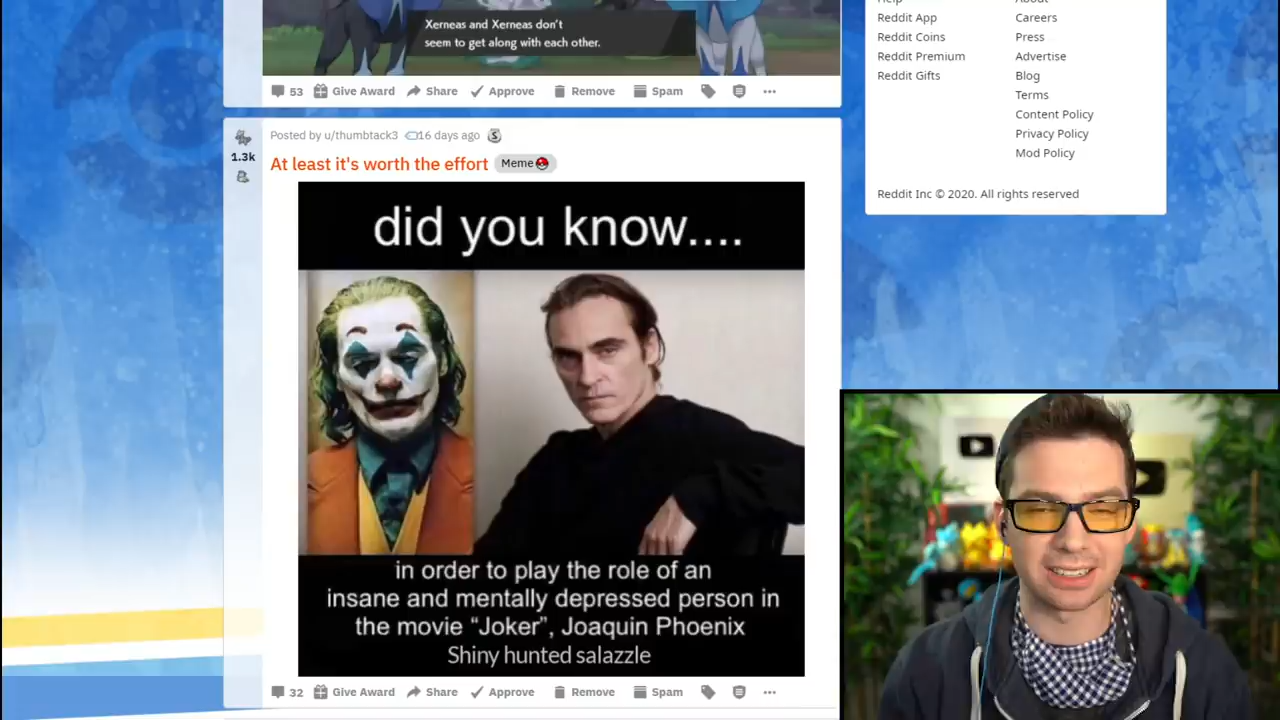 Xerneas and Xerneas don't
seem to get along with each other.
53 Give Award Share Approve Remove Spam
Posted by u/thumbtack3 16 days ago S
1.3k
At least it's worth the effort Meme
did you know....
in order to play the role of an
insane and mentally depressed person in
the movie “Joker”, Joaquin Phoenix
Shiny hunted salazzle
32 Give Award Share Approve Remove Spam
Reddit App
Reddit Coins
Reddit Premium
Reddit Gifts
Careers
Press
Advertise
Blog
Terms
Content Policy
Privacy Policy
Mod Policy
Reddit Inc © 2020. All rights reserved